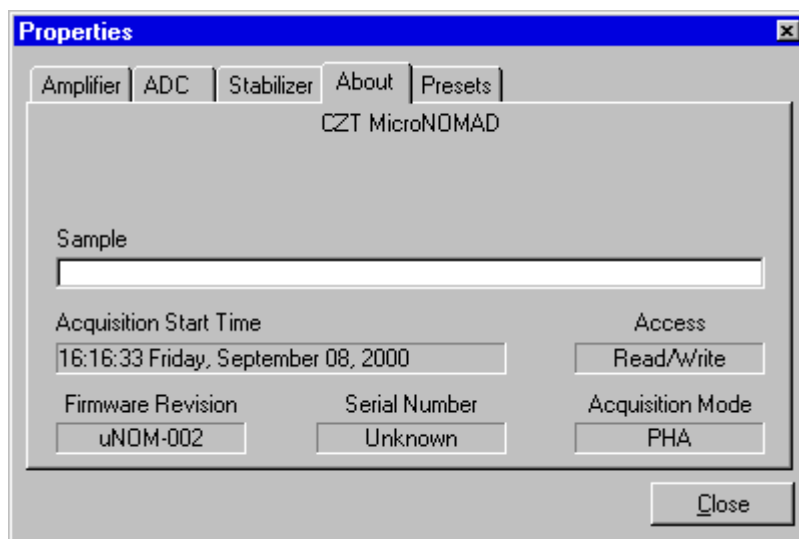 Properties
Amplifier ADC Stabilizer About Presets
CZT MicroNOMAD
Sample
Acquisition Start Time Access
16:16:33 Friday, September 08, 2000 Read/Write
Firmware Revision Serial Number Acquisition Mode
uNOM-002 Unknown PHA
Close